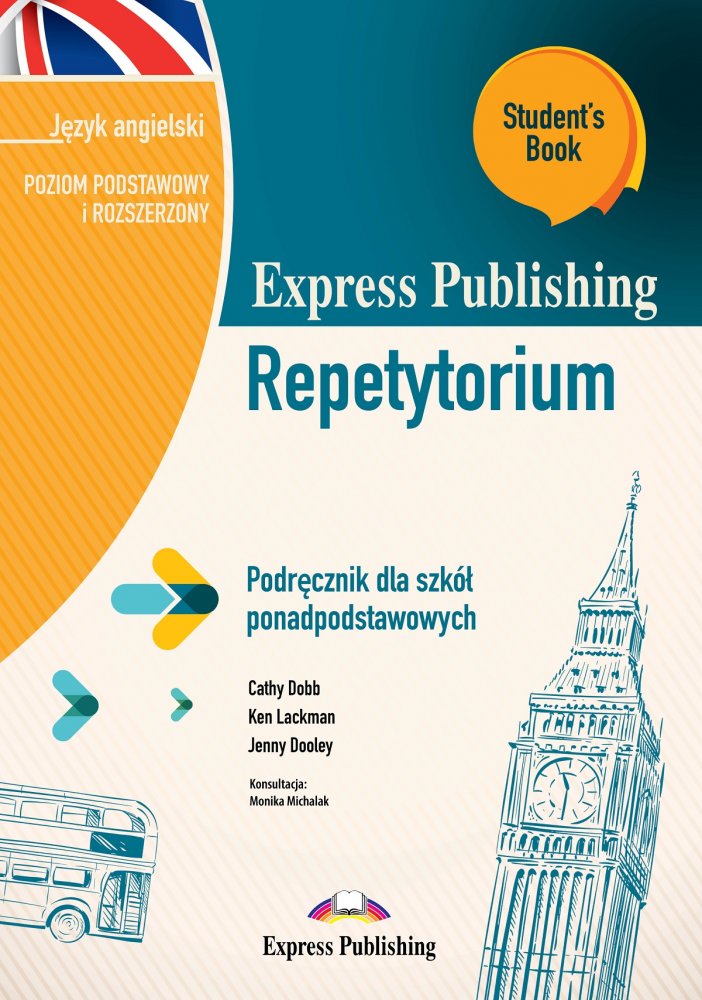 Język angielski
POZIOM PODSTAWOWY
i ROZSZERZONY
Student's
Book
Express Publishing
Repetytorium
Podręcznik dla szkół
ponadpodstawowych
Cathy Dobb
Ken Lackman
Jenny Dooley
Konsultacja:
Monika Michalak
Express Publishing